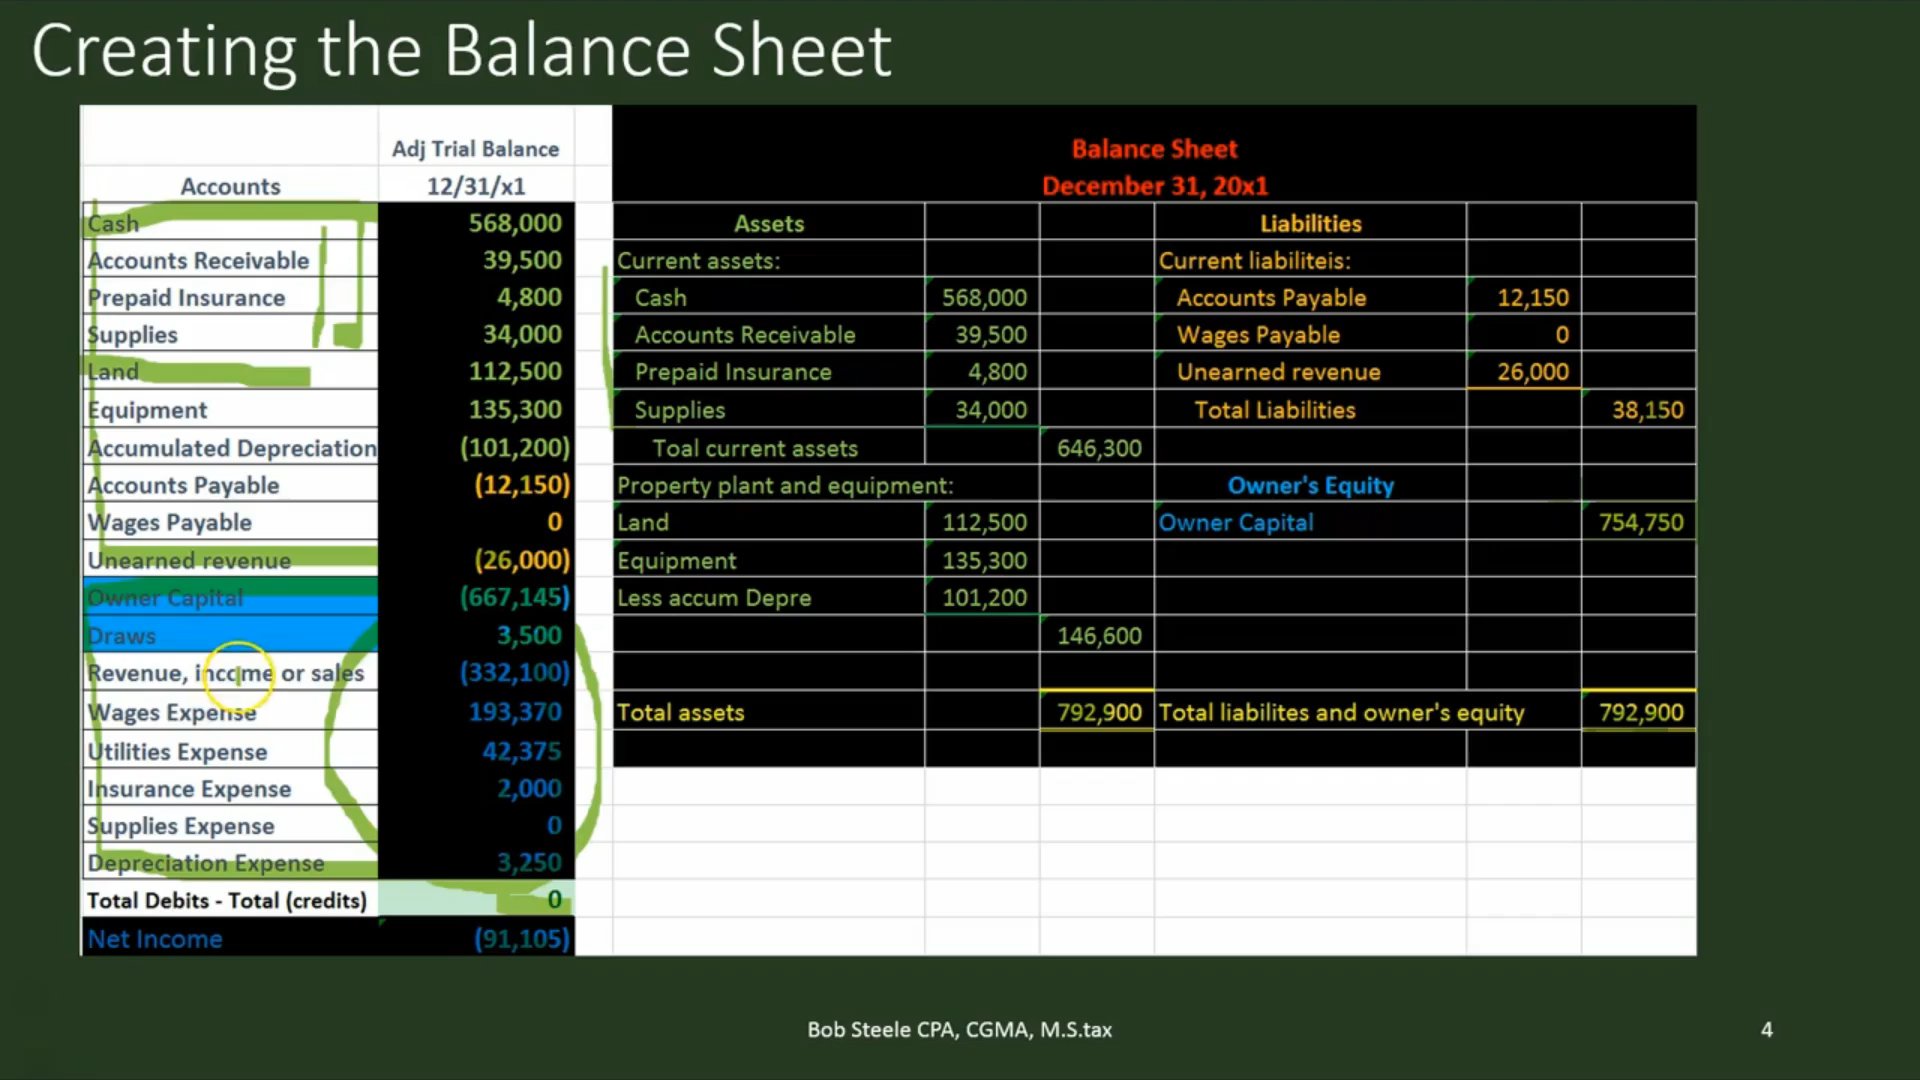 Creating the Balance Sheet
Adj Trial Balance
Accounts 12/31/x1
Cash 568,000
Accounts Receivable 39,500
Prepaid Insurance 4,800
Supplies 34,000
Land 112,500
Equipment 135,300
Accumulated Depreciation (101,200)
Accounts Payable (12,150)
Wages Payable 0
Unearned revenue (26,000)
Owner Capital (667,145)
Draws 3,500
Revenue, income or sales (332,100)
Wages Expense 193,370
Utilities Expense 42,375
Insurance Expense 2,000
Supplies Expense 0
Depreciation Expense 3,250
Total Debits - Total (credits) 0
Net Income (91,105)
Balance Sheet
December 31, 20x1
Assets Liabilities
Current assets: Current liabiliteis:
Cash 568,000 Accounts Payable 12,150
Accounts Receivable 39,500 Wages Payable 0
Prepaid Insurance 4,800 Unearned revenue 26,000
Supplies 34,000 Total Liabilities 38,150
Toal current assets 646,300
Property plant and equipment: Owner's Equity
Land 112,500 Owner Capital 754,750
Equipment 135,300
Less accum Depre 101,200
146,600
Total assets 792,900 Total liabilites and owner's equity 792,900
Bob Steele CPA, CGMA, M.S.tax
4